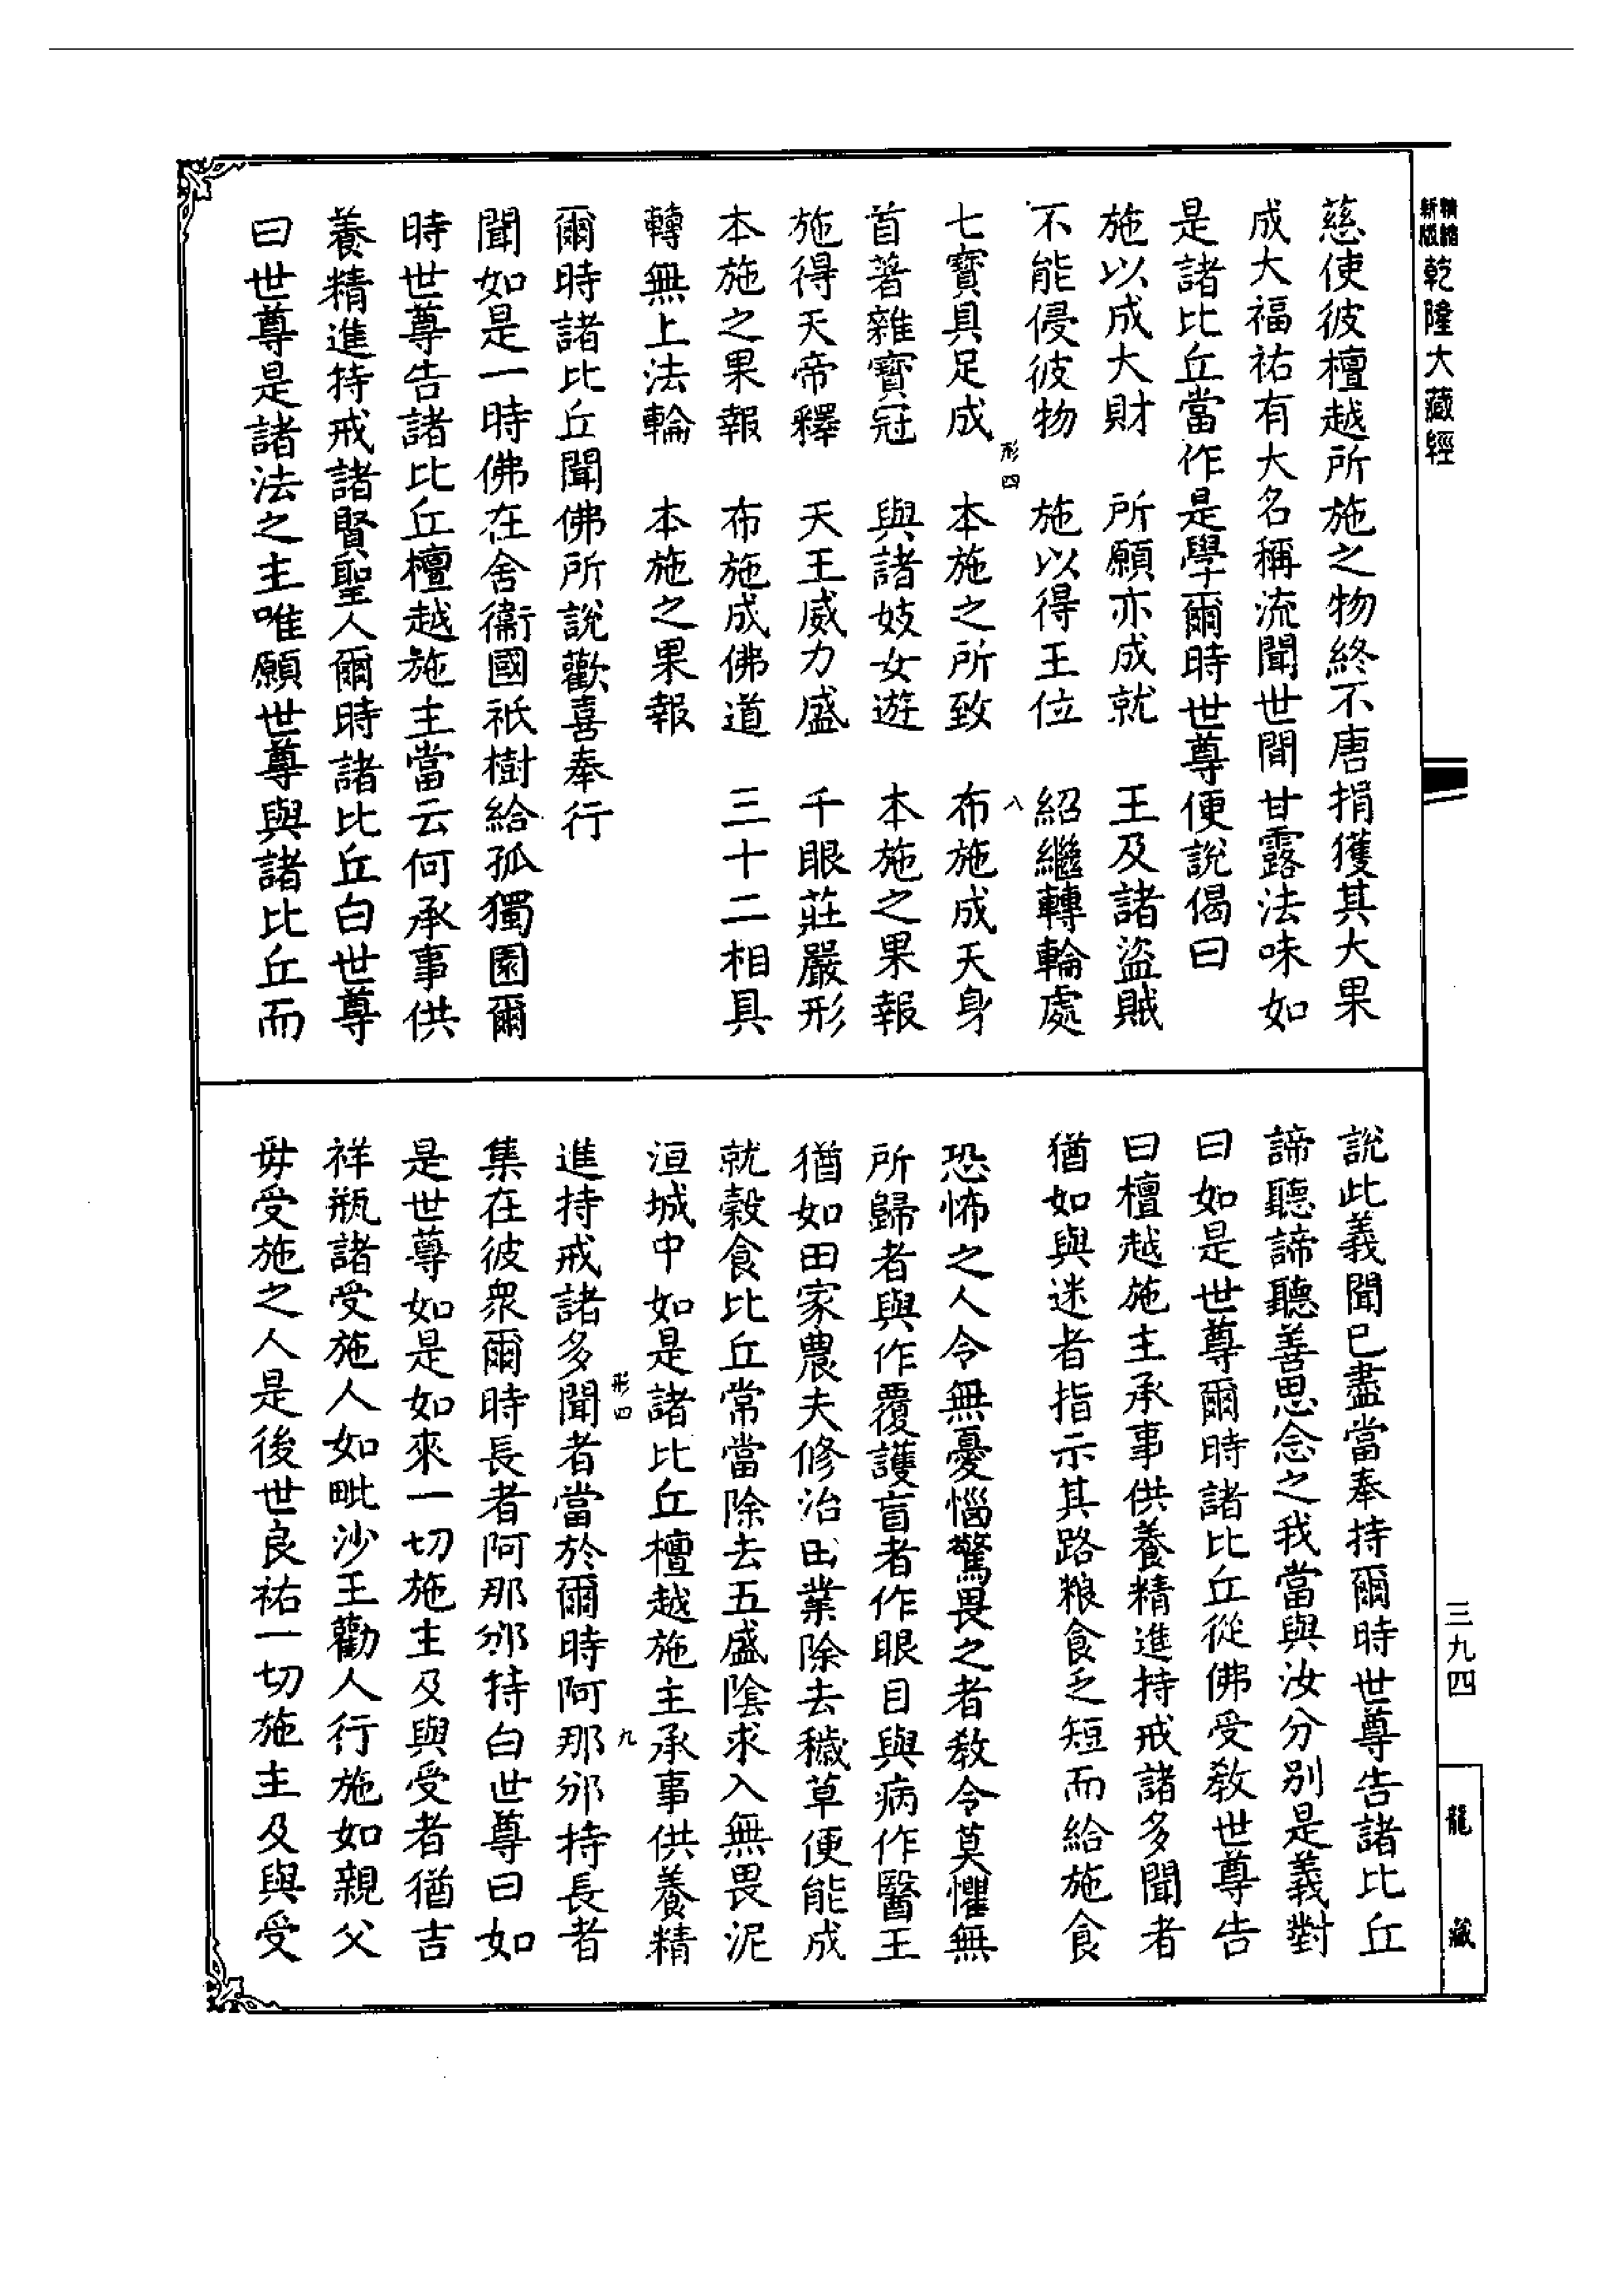 精縮新版乾隆大藏經
慈使彼檀越所施之物終不唐捐獲其大果
成大福祐有大名稱流聞世間甘露法味如
是諸比丘當作是學爾時世尊便說偈曰
施以成大財　所願亦成就　王及諸盜賊
不能侵彼物　施以得王位　紹繼轉輪處
形四　八
七寶具足成　本施之所致　布施成天身
首著雜寶冠　與諸妓女遊　本施之果報
施得天帝釋　天王威力盛　千眼莊嚴形
本施之果報　布施成佛道　三十二相具
轉無上法輪　本施之果報
爾時諸比丘聞佛所說歡喜奉行
聞如是一時佛在舍衞國祇樹給孤獨園爾
時世尊告諸比丘檀越施主當云何承事供
養精進持戒諸賢聖人爾時諸比丘白世尊
曰世尊是諸法之主唯願世尊與諸比丘而
說此義聞已盡當奉持爾時世尊告諸比丘
諦聽諦聽善思念之我當與汝分別是義對
曰如是世尊爾時諸比丘從佛受教世尊告
曰檀越施主承事供養精進持戒諸多聞者
猶如與迷者指示其路粮食乏短而給施食
恐怖之人令無憂惱驚畏之者教令莫懼無
所歸者與作覆護盲者作眼目與病作醫王
猶如田家農夫修治田業除去穢草便能成
就穀食比丘常當除去五盛陰求入無畏泥
洹城中如是諸比丘檀越施主承事供養精
形四　九
進持戒諸多聞者當於爾時阿那邠持長者
集在彼眾爾時長者阿那邠持白世尊曰如
是世尊如是如來一切施主及與受者猶吉
祥瓶諸受施人如毗沙王勸人行施如親父
毋受施之人是後世良祐一切施主及與受
三九四
龍藏